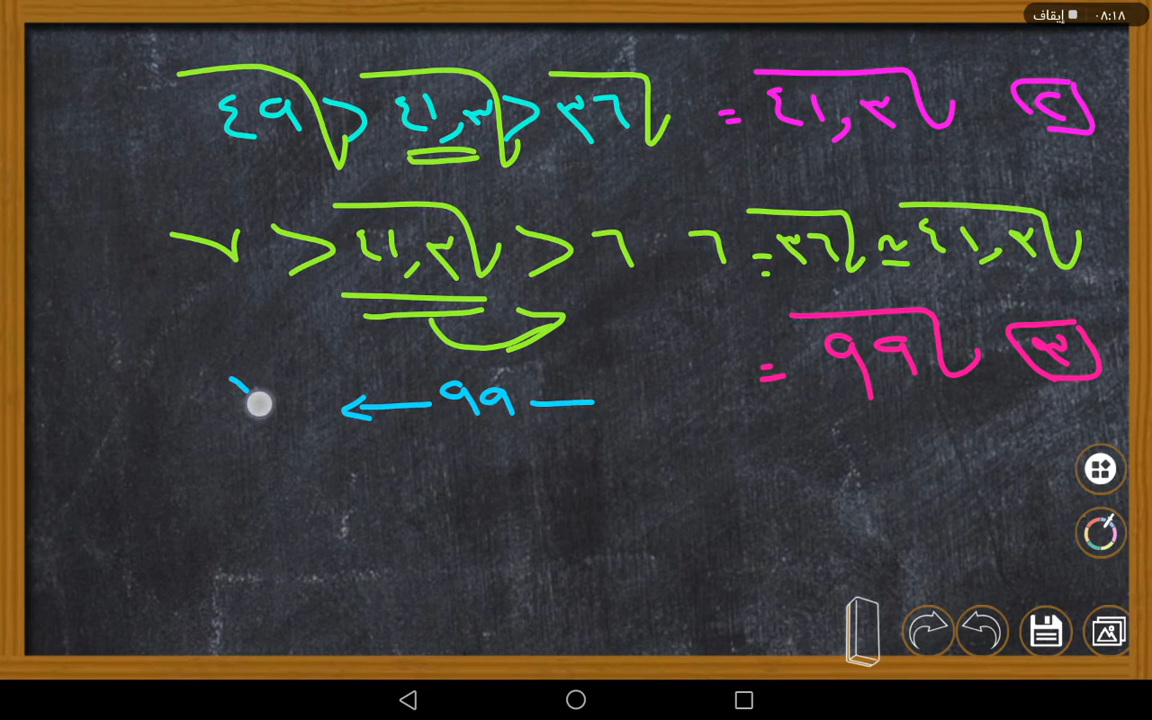 ٠٨:١٨ إيقاف
٢ √٤١,٣ = √٣٦ < √٤١,٣ < √٤٩
√٤١,٣ ≃ √٣٦ = ٦ ٦ < √٤١,٣ < ٧
٣ √٩٩ =
— ٩٩ ←